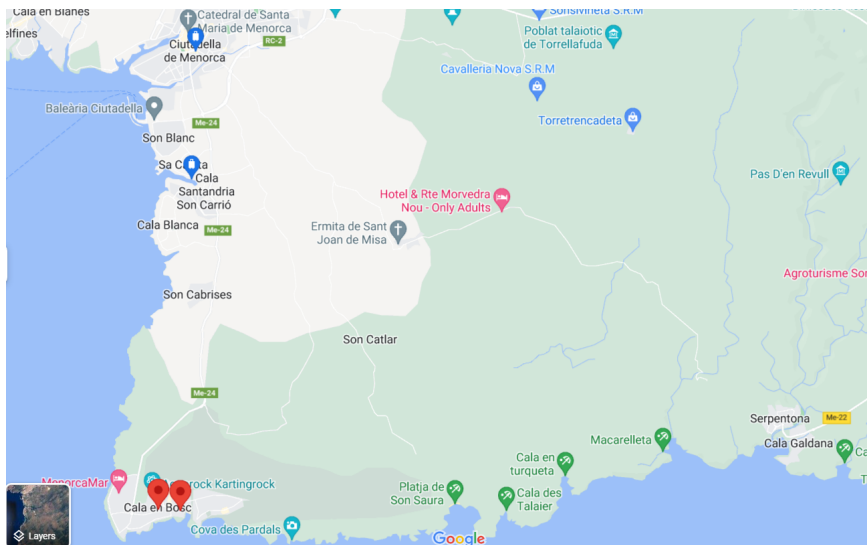 Cala en Blanes
elfines
Catedral de Santa
Maria de Menorca
RC-2
Ciutadella
de Menorca
Sonsivineta S.R.M
Poblat talaiotic
de Torrellafuda
Cavalleria Nova S.R.M
Baleària Ciutadella
Me-24
Torretrencadeta
Son Blanc
Sa C
ta
Cala
Santandria
Son Carrió
Pas D'en Revull
Hotel & Rte Morvedra
Nou - Only Adults
Cala Blanca
Me-24
Ermita de Sant
Joan de Misa
Agroturisme Sor
Son Cabrises
Son Catlar
Me-24
Serpentona
Me-22
Macarelleta
Cala Galdana
Cala en
turqueta
MenorcaMar
rock Kartingrock
Platja de
Son Saura
Cala des
Talaier
Cala en Bosc
Cova des Pardals
Layers
Google